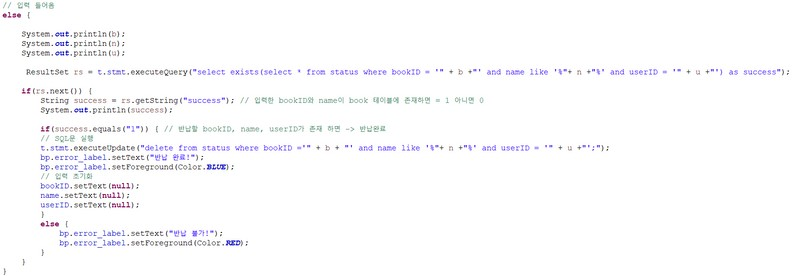 // 입력 들어옴
else {
System.out.println(b);
System.out.println(n);
System.out.println(u);
ResultSet rs = t.stmt.executeQuery("select exists(select * from status where bookID = '" + b +"' and name like '%"+ n +"%' and userID = '" + u +"') as success");
if(rs.next()) {
String success = rs.getString("success"); // 입력한 bookID와 name이 book 테이블에 존재하면 = 1 아니면 0
System.out.println(success);
if(success.equals("1")) { // 반납할 bookID, name, userID가 존재 하면 -> 반납완료
// SQL문 실행
t.stmt.executeUpdate("delete from status where bookID ='" + b + "' and name like '%"+ n +"%' and userID = '" + u +"';");
bp.error_label.setText("반납 완료!");
bp.error_label.setForeground(Color.BLUE);
// 입력 초기화
bookID.setText(null);
name.setText(null);
userID.setText(null);
}
else {
bp.error_label.setText("반납 불가!");
bp.error_label.setForeground(Color.RED);
}
}
}